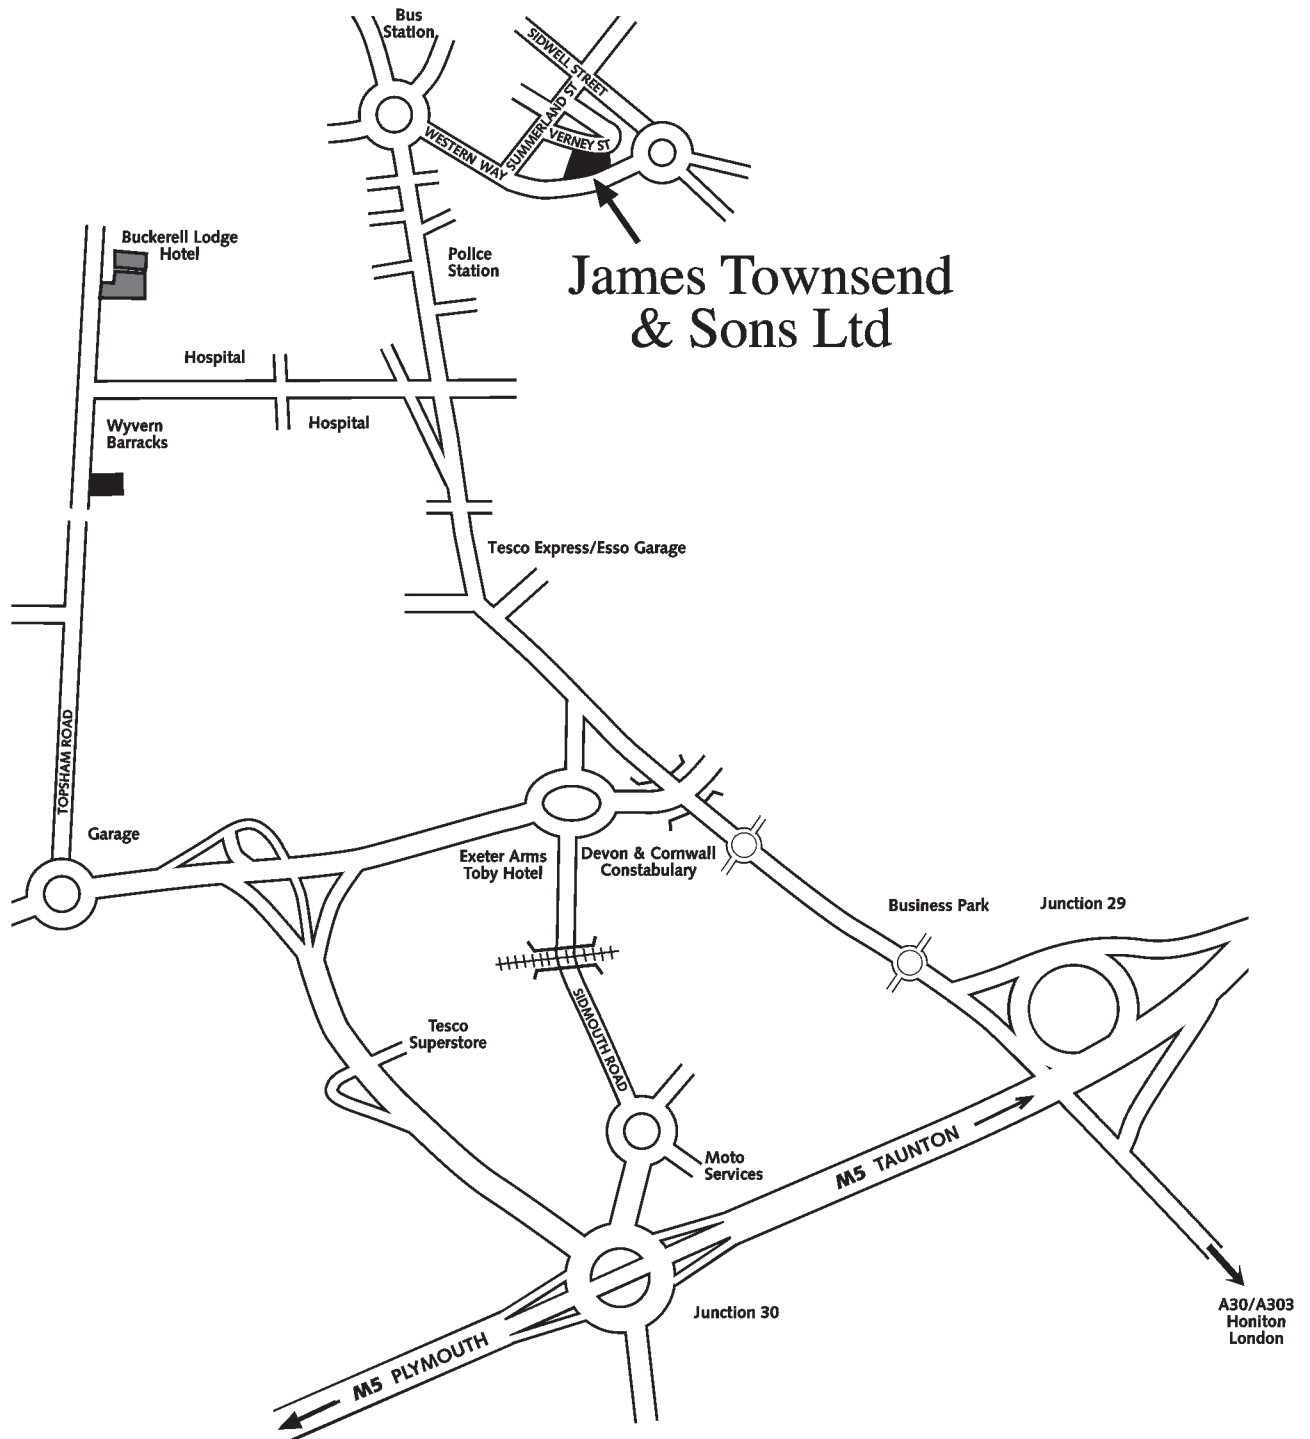 Bus
Station
SIDWELL STREET
SUMMERLAND ST
VERNEY ST
WESTERN WAY
Buckerell Lodge
Hotel
Police
Station
James Townsend
& Sons Ltd
Hospital
Hospital
Wyvern
Barracks
Tesco Express/Esso Garage
TOPSHAM ROAD
Garage
Exeter Arms
Toby Hotel
Devon & Cornwall
Constabulary
Business Park
Junction 29
Tesco
Superstore
SIDMOUTH ROAD
Moto
Services
M5 TAUNTON
Junction 30
A30/A303
Honiton
London
M5 PLYMOUTH